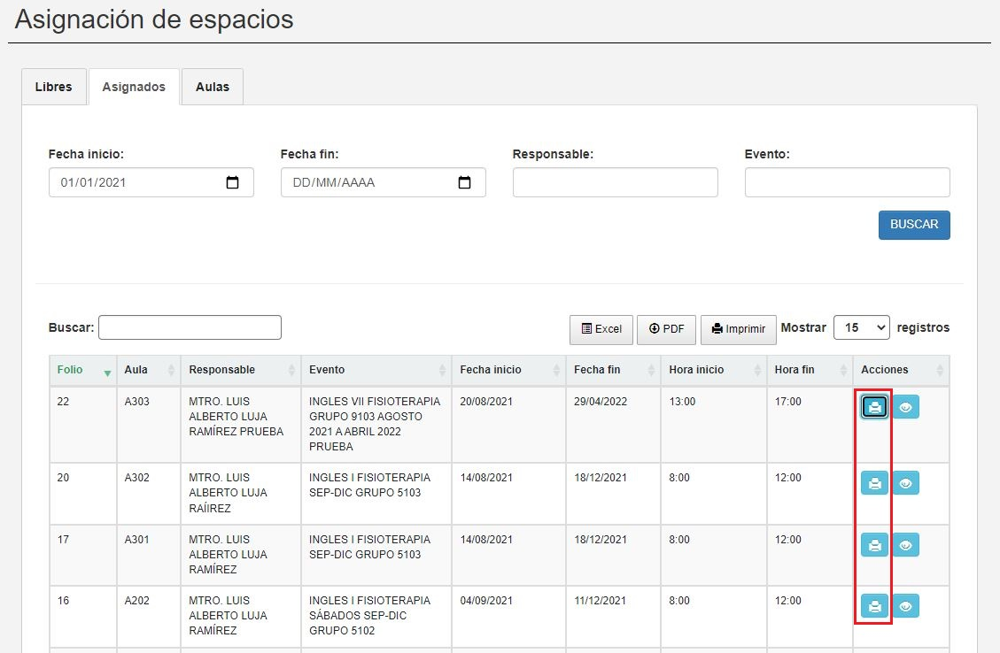 Asignación de espacios
Libres Asignados Aulas
Fecha inicio: Fecha fin: Responsable: Evento:
01/01/2021 DD/MM/AAAA
BUSCAR
Buscar: Excel PDF Imprimir Mostrar 15 registros
Folio Aula Responsable Evento Fecha inicio Fecha fin Hora inicio Hora fin Acciones
22 A303 MTRO. LUIS INGLES VII FISIOTERAPIA 20/08/2021 29/04/2022 13:00 17:00
ALBERTO LUJA GRUPO 9103 AGOSTO
RAMÍREZ PRUEBA 2021 A ABRIL 2022
PRUEBA
20 A302 MTRO. LUIS INGLES I FISIOTERAPIA 14/08/2021 18/12/2021 8:00 12:00
ALBERTO LUJA SEP-DIC GRUPO 5103
RAÍIREZ
17 A301 MTRO. LUIS INGLES I FISIOTERAPIA 14/08/2021 18/12/2021 8:00 12:00
ALBERTO LUJA SEP-DIC GRUPO 5103
RAMÍREZ
16 A202 MTRO. LUIS INGLES I FISIOTERAPIA 04/09/2021 11/12/2021 8:00 12:00
ALBERTO LUJA SÁBADOS SEP-DIC
RAMÍREZ GRUPO 5102